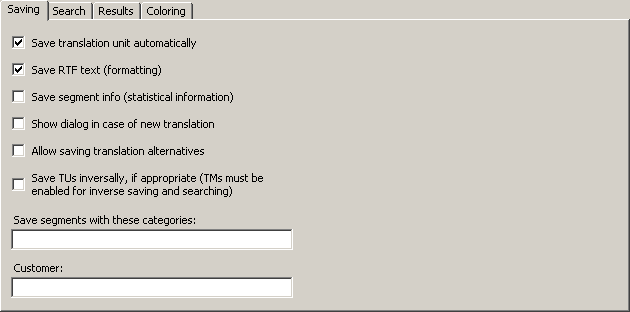 Saving Search Results Coloring
Save translation unit automatically
Save RTF text (formatting)
Save segment info (statistical information)
Show dialog in case of new translation
Allow saving translation alternatives
Save TUs inversally, if appropriate (TMs must be
enabled for inverse saving and searching)
Save segments with these categories:
Customer: